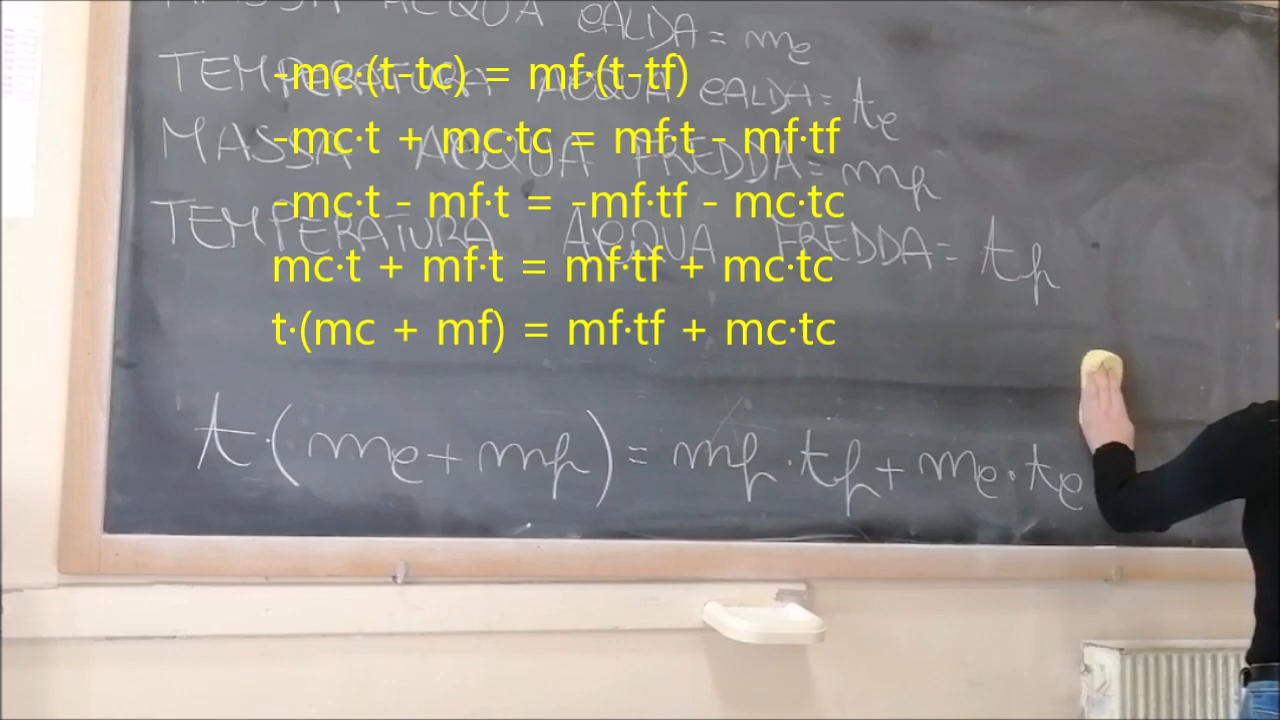 MASSA ACQUA CALDA = mc
-mc·(t-tc) = mf·(t-tf)
TEMPERATURA ACQUA CALDA = tc
-mc·t + mc·tc = mf·t - mf·tf
MASSA ACQUA FREDDA = mf
-mc·t - mf·t = -mf·tf - mc·tc
TEMPERATURA ACQUA FREDDA = tf
mc·t + mf·t = mf·tf + mc·tc
t·(mc + mf) = mf·tf + mc·tc
t·(mc + mf) = mf·tf + mc·tc